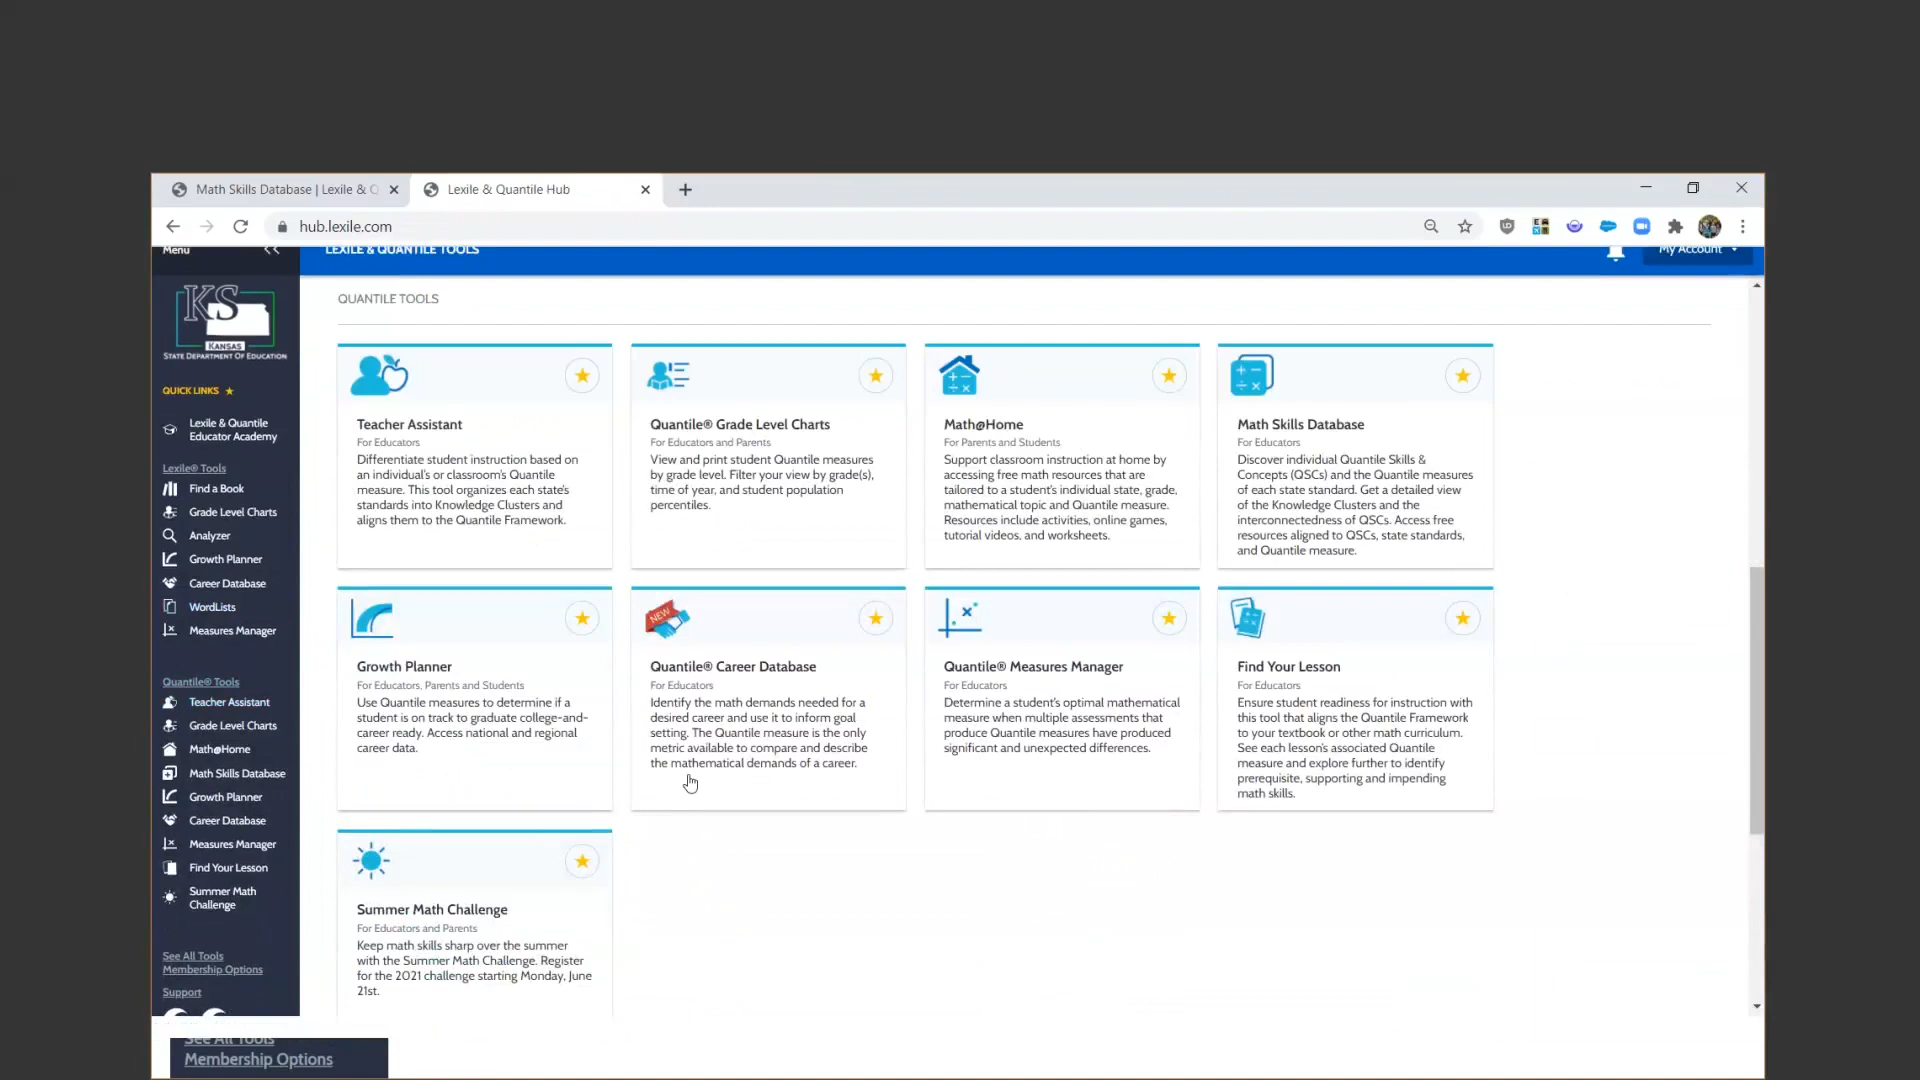 Math Skills Database | Lexile & Q
Lexile & Quantile Hub
hub.lexile.com
Menu
LEXILE & QUANTILE TOOLS
My Account
KS
KANSAS
STATE DEPARTMENT OF EDUCATION
QUICK LINKS
Lexile & Quantile
Educator Academy
Lexile® Tools
Find a Book
Grade Level Charts
Analyzer
Growth Planner
Career Database
WordLists
Measures Manager
Quantile® Tools
Teacher Assistant
Grade Level Charts
Math@Home
Math Skills Database
Growth Planner
Career Database
Measures Manager
Find Your Lesson
Summer Math
Challenge
See All Tools
Membership Options
Support
QUANTILE TOOLS
Teacher Assistant
For Educators
Differentiate student instruction based on
an individual's or classroom's Quantile
measure. This tool organizes each state's
standards into Knowledge Clusters and
aligns them to the Quantile Framework.
Quantile® Grade Level Charts
For Educators and Parents
View and print student Quantile measures
by grade level. Filter your view by grade(s),
time of year, and student population
percentiles.
Math@Home
For Parents and Students
Support classroom instruction at home by
accessing free math resources that are
tailored to a student's individual state, grade,
mathematical topic and Quantile measure.
Resources include activities, online games,
tutorial videos, and worksheets.
Math Skills Database
For Educators
Discover individual Quantile Skills &
Concepts (QSCs) and the Quantile measures
of each state standard. Get a detailed view
of the Knowledge Clusters and the
interconnectedness of QSCs. Access free
resources aligned to QSCs, state standards,
and Quantile measure.
Growth Planner
For Educators, Parents and Students
Use Quantile measures to determine if a
student is on track to graduate college-and-
career ready. Access national and regional
career data.
NEW
Quantile® Career Database
For Educators
Identify the math demands needed for a
desired career and use it to inform goal
setting. The Quantile measure is the only
metric available to compare and describe
the mathematical demands of a career.
Quantile® Measures Manager
For Educators
Determine a student's optimal mathematical
measure when multiple assessments that
produce Quantile measures have produced
significant and unexpected differences.
Find Your Lesson
For Educators
Ensure student readiness for instruction with
this tool that aligns the Quantile Framework
to your textbook or other math curriculum.
See each lesson's associated Quantile
measure and explore further to identify
prerequisite, supporting and impending
math skills.
Summer Math Challenge
For Educators and Parents
Keep math skills sharp over the summer
with the Summer Math Challenge. Register
for the 2021 challenge starting Monday, June
21st.
See All Tools
Membership Options